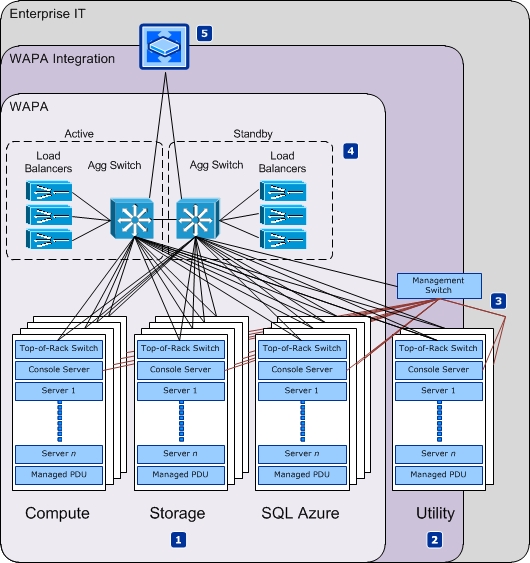 Enterprise IT
5
WAPA Integration
WAPA
Active
Standby
4
Load
Balancers
Agg Switch
Agg Switch
Load
Balancers
Management
Switch
3
Top-of-Rack Switch
Console Server
Server 1
Server n
Managed PDU
Top-of-Rack Switch
Console Server
Server 1
Server n
Managed PDU
Top-of-Rack Switch
Console Server
Server 1
Server n
Managed PDU
Top-of-Rack Switch
Console Server
Server 1
Server n
Managed PDU
Compute
Storage
SQL Azure
Utility
1
2